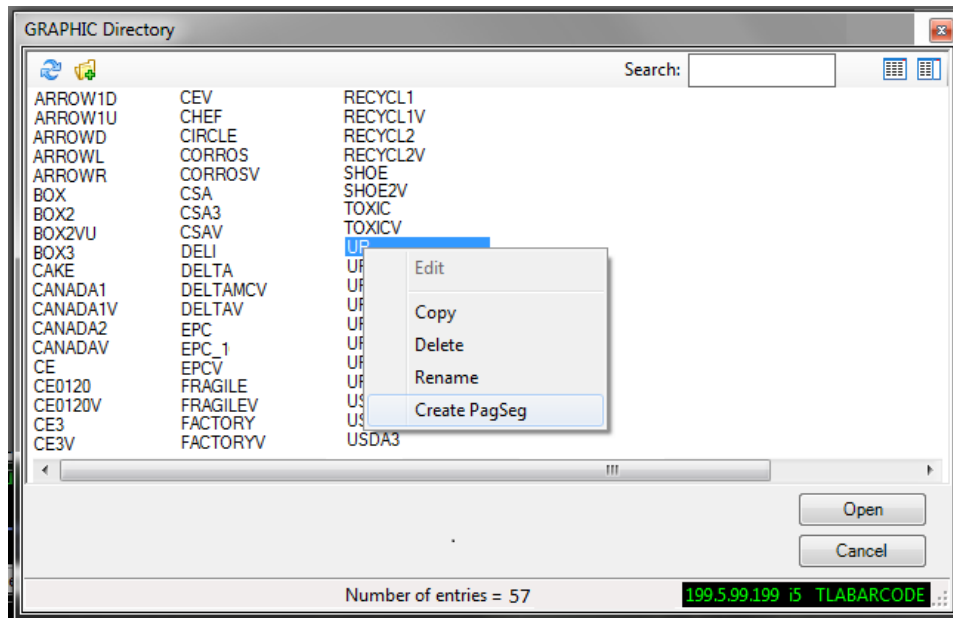 GRAPHIC Directory
Search:
ARROW1D
ARROW1U
ARROWD
ARROWL
ARROWR
BOX
BOX2
BOX2VU
BOX3
CAKE
CANADA1
CANADA1V
CANADA2
CANADAV
CE
CE0120
CE0120V
CE3
CE3V
CEV
CHEF
CIRCLE
CORROS
CORROSV
CSA
CSA3
CSAV
DELI
DELTA
DELTAMCV
DELTAV
EPC
EPC_1
EPCV
FRAGILE
FRAGILEV
FACTORY
FACTORYV
RECYCL1
RECYCL1V
RECYCL2
RECYCL2V
SHOE
SHOE2V
TOXIC
TOXICV
UP
USDA3
Edit
Copy
Delete
Rename
Create PagSeg
Open
Cancel
Number of entries = 57
199.5.99.199 i5 TLABARCODE